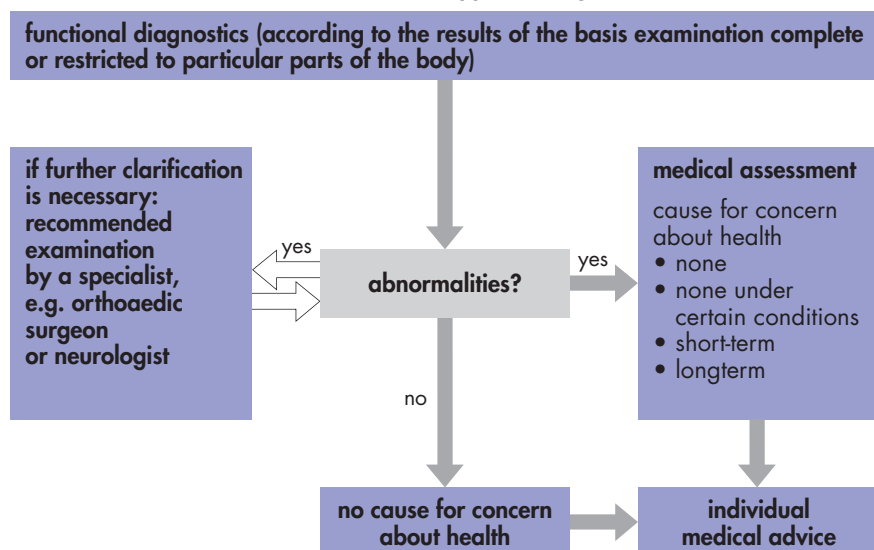 functional diagnostics (according to the results of the basis examination complete
or restricted to particular parts of the body)
if further clarification
is necessary:
recommended
examination
by a specialist,
e.g. orthoaedic
surgeon
or neurologist
yes
abnormalities?
yes
medical assessment
cause for concern
about health
• none
• none under
certain conditions
• short-term
• longterm
no
no cause for concern
about health
individual
medical advice